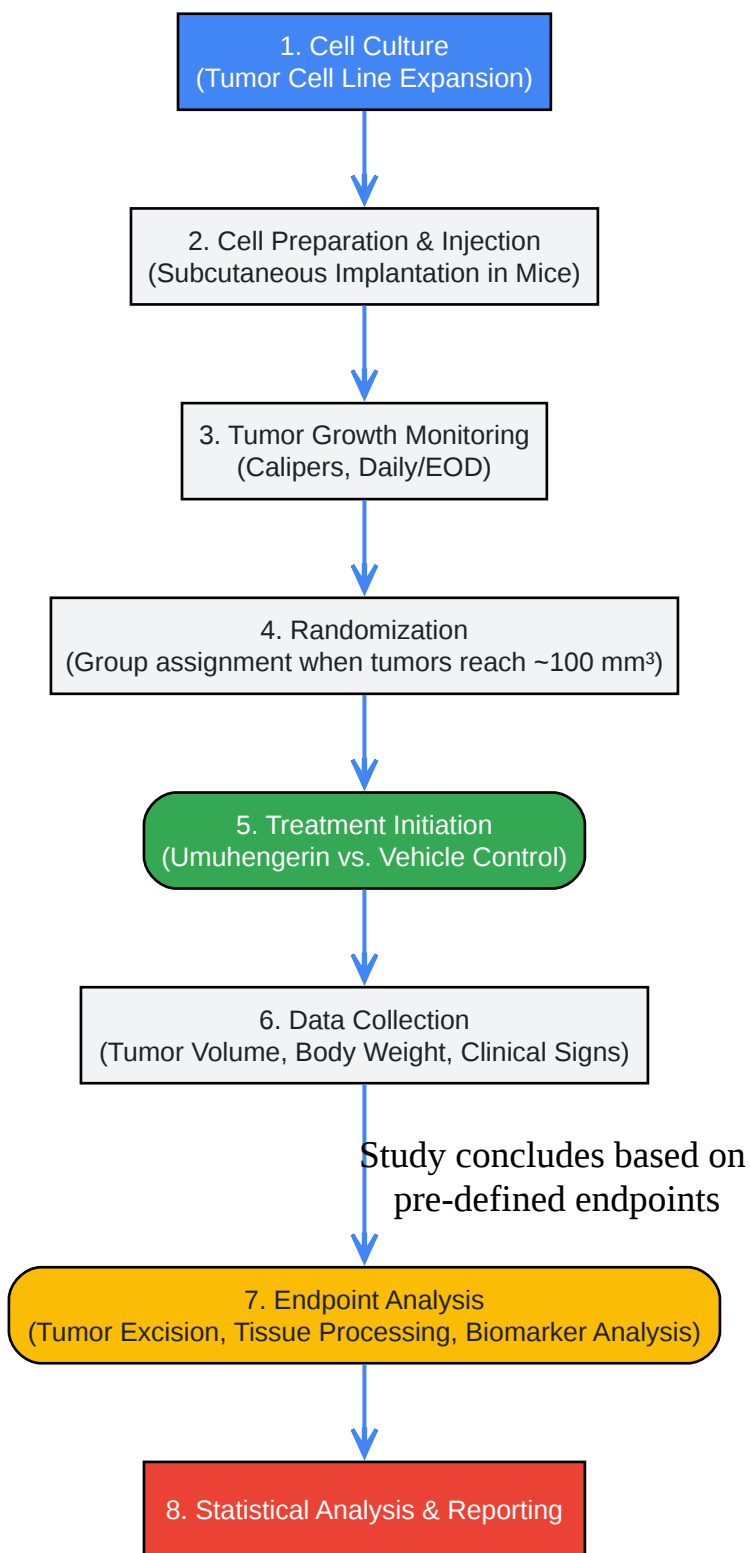 1. Cell Culture
(Tumor Cell Line Expansion)
2. Cell Preparation & Injection
(Subcutaneous Implantation in Mice)
3. Tumor Growth Monitoring
(Calipers, Daily/EOD)
4. Randomization
(Group assignment when tumors reach ~100 mm³)
5. Treatment Initiation
(Umuhengerin vs. Vehicle Control)
6. Data Collection
(Tumor Volume, Body Weight, Clinical Signs)
Study concludes based on
pre-defined endpoints
7. Endpoint Analysis
(Tumor Excision, Tissue Processing, Biomarker Analysis)
8. Statistical Analysis & Reporting